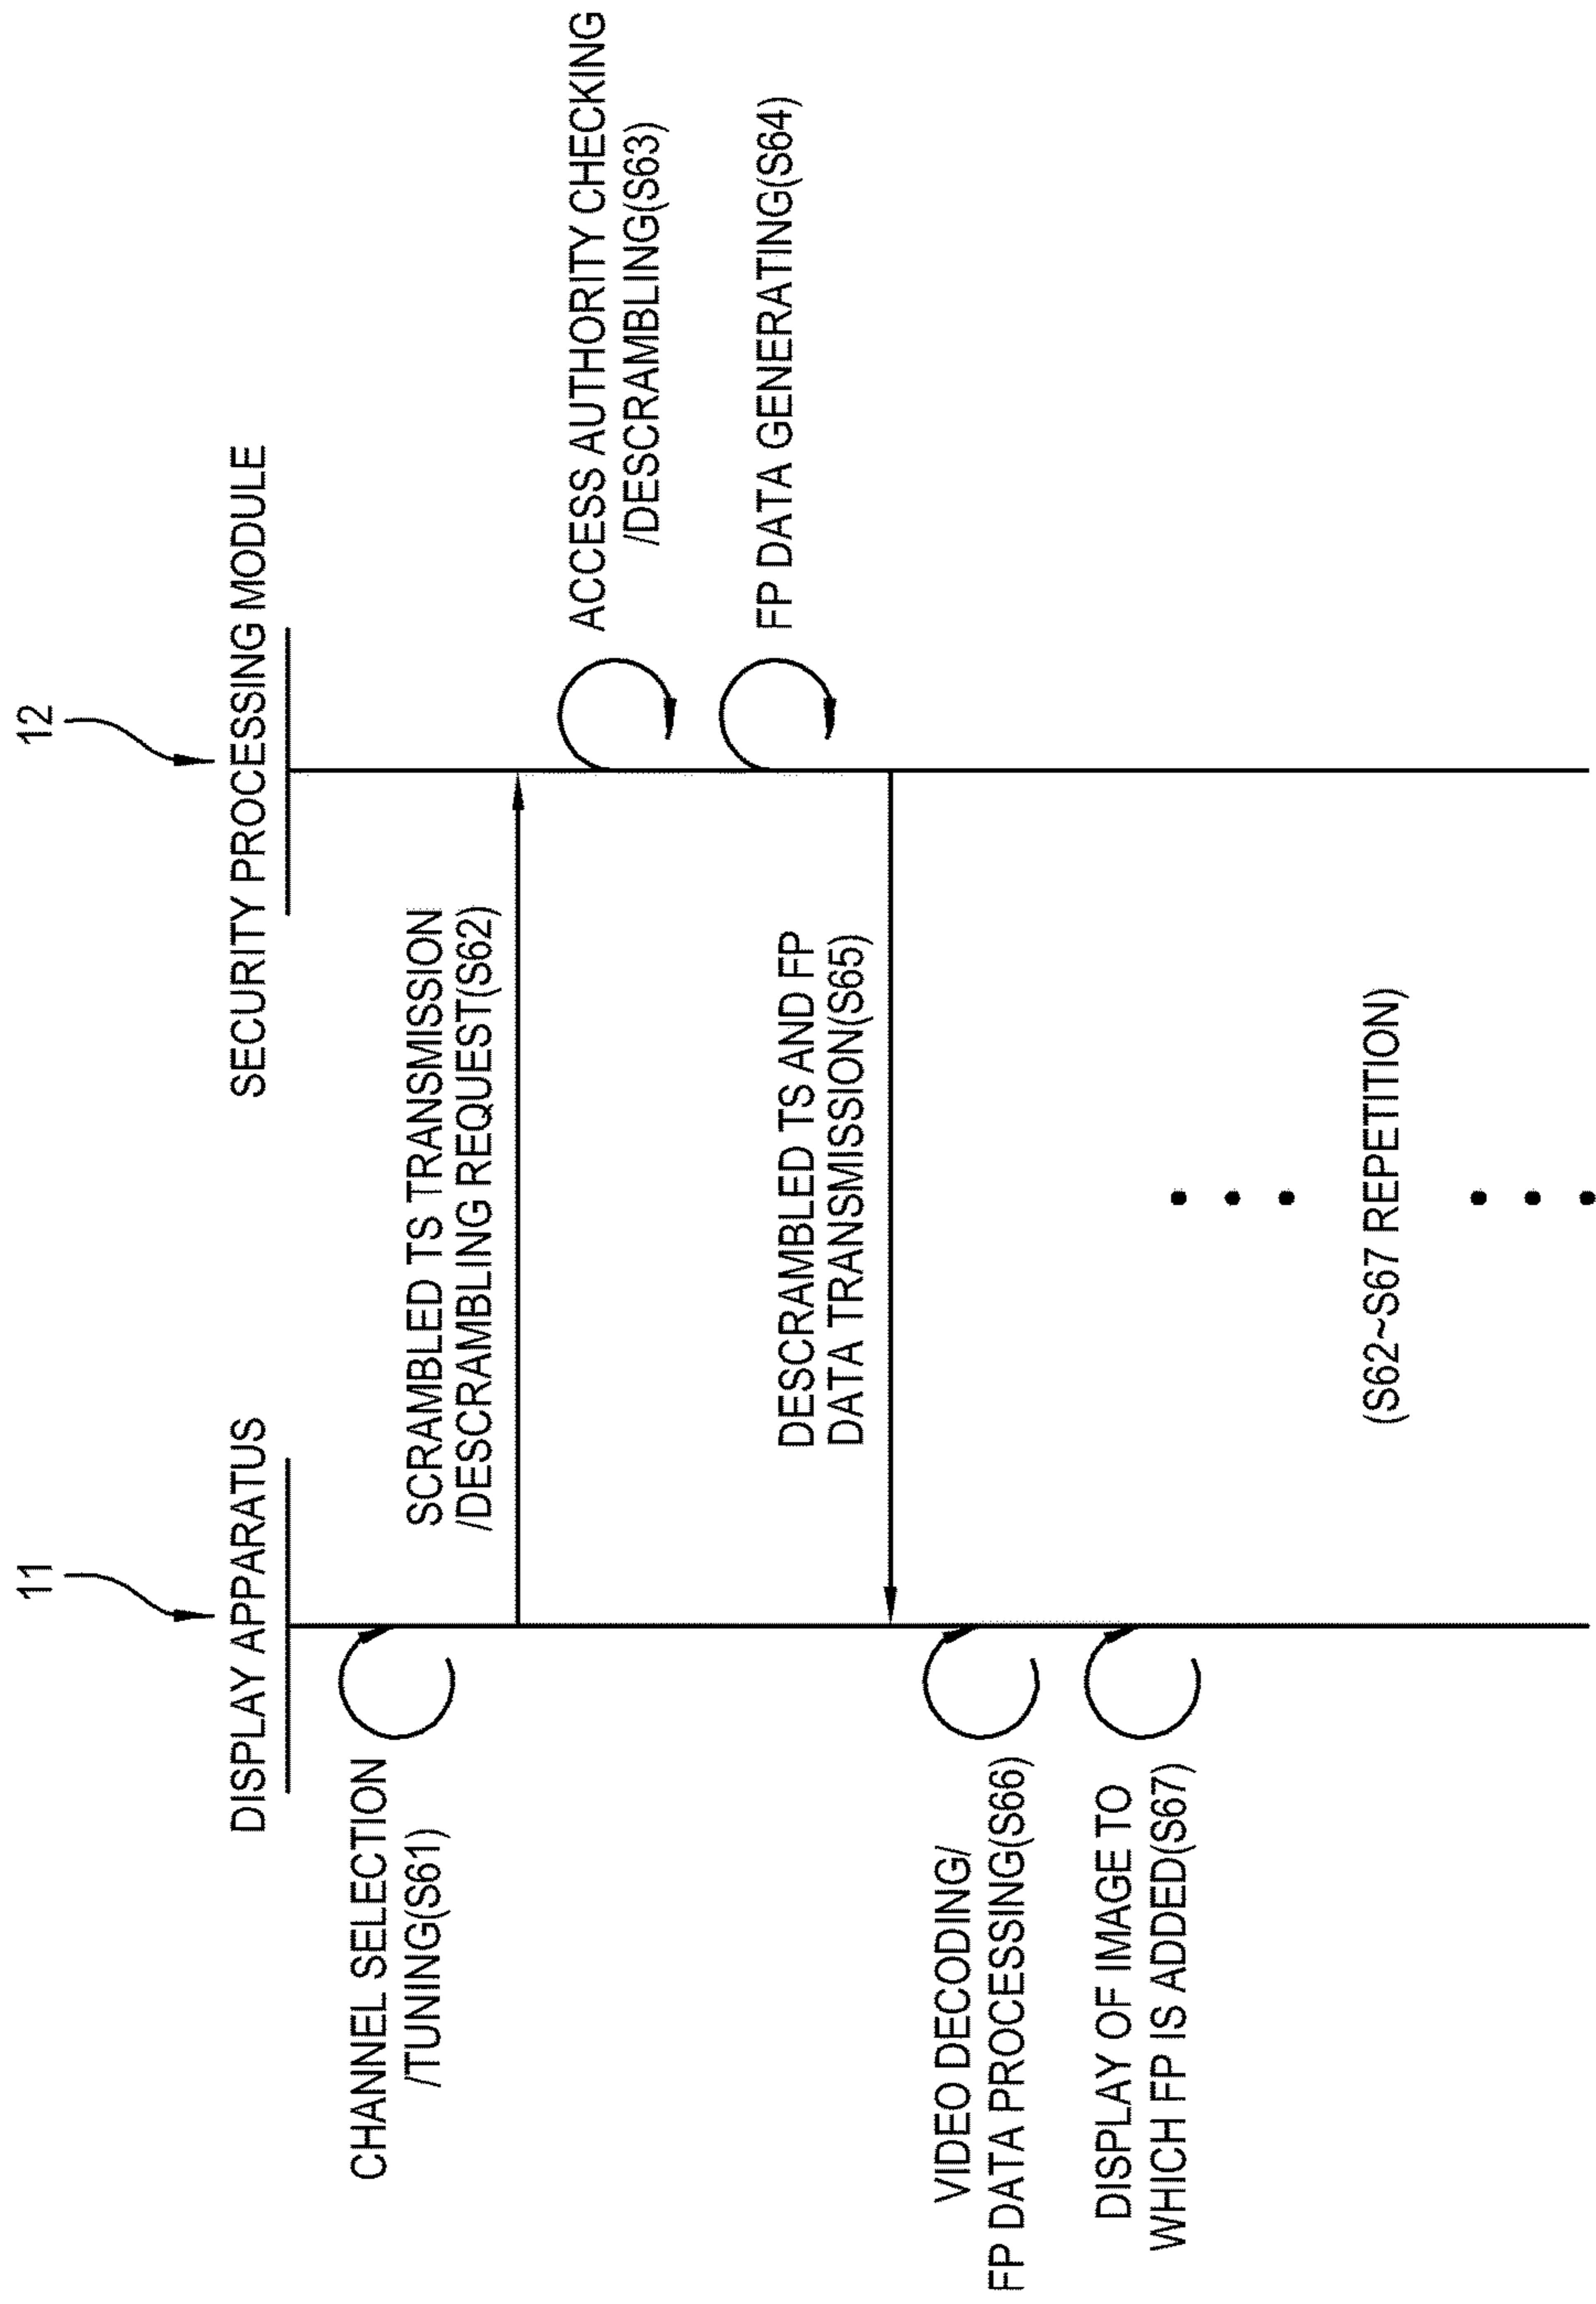 11
12
DISPLAY APPARATUS
SECURITY PROCESSING MODULE
CHANNEL SELECTION
/TUNING(S61)
SCRAMBLED TS TRANSMISSION
/DESCRAMBLING REQUEST(S62)
ACCESS AUTHORITY CHECKING
/DESCRAMBLING(S63)
FP DATA GENERATING(S64)
DESCRAMBLED TS AND FP
DATA TRANSMISSION(S65)
VIDEO DECODING/
FP DATA PROCESSING(S66)
DISPLAY OF IMAGE TO
WHICH FP IS ADDED(S67)
(S62~S67 REPETITION)